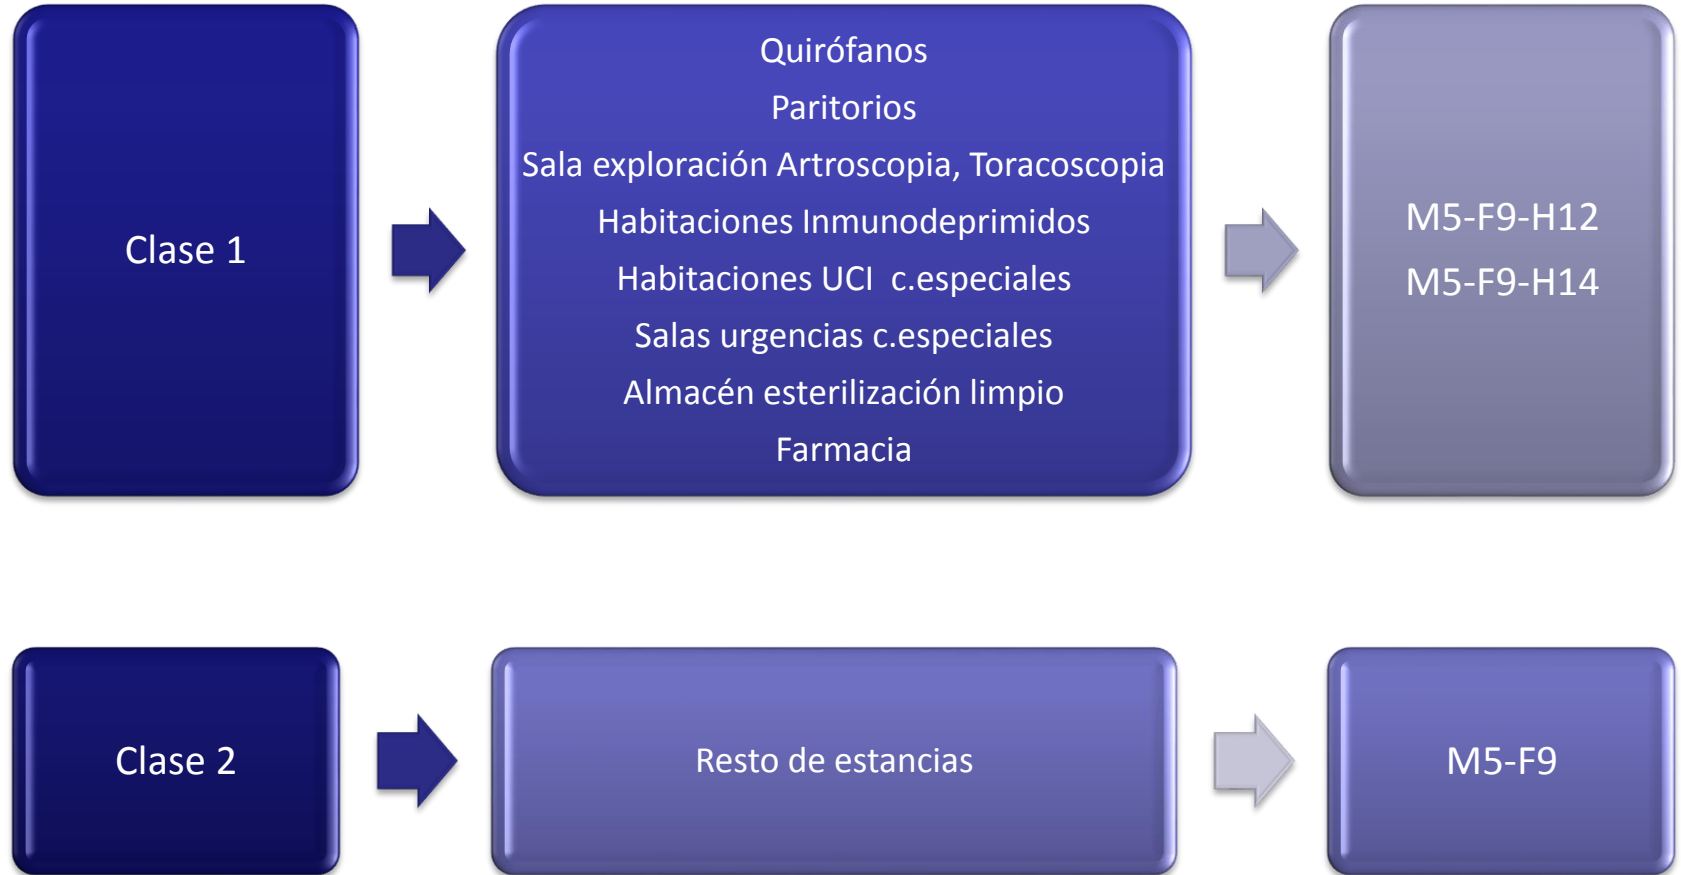 Clase 1
Quirófanos
Paritorios
Sala exploración Artroscopia, Toracoscopia
Habitaciones Inmunodeprimidos
Habitaciones UCI c.especiales
Salas urgencias c.especiales
Almacén esterilización limpio
Farmacia
M5-F9-H12
M5-F9-H14
Clase 2
Resto de estancias
M5-F9